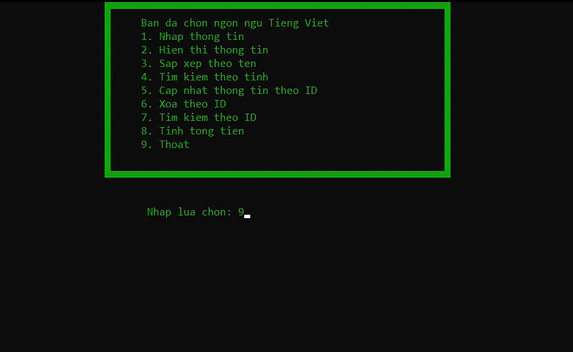 Ban da chon ngon ngu Tieng Viet
1. Nhap thong tin
2. Hien thi thong tin
3. Sap xep theo ten
4. Tim kiem theo tinh
5. Cap nhat thong tin theo ID
6. Xoa theo ID
7. Tim kiem theo ID
8. Tinh tong tien
9. Thoat
Nhap lua chon: 9